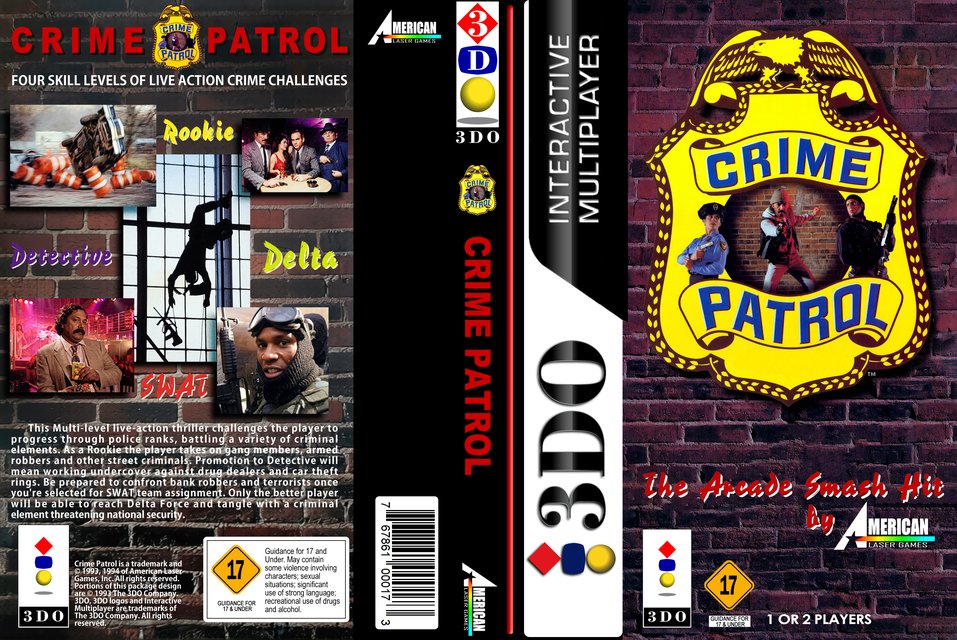 CRIME PATROL
CRIME
PATROL
FOUR SKILL LEVELS OF LIVE ACTION CRIME CHALLENGES
Rookie
Detective
Delta
SWAT
This Multi-level live-action thriller challenges the player to
progress through police ranks, battling a variety of criminal
elements. As a Rookie the player takes on gang members, armed
robbers and other street criminals. Promotion to Detective will
mean working undercover against drug dealers and car theft
rings. Be prepared to confront bank robbers and terrorists once
you're selected for SWAT team assignment. Only the better player
will be able to reach Delta Force and tangle with a criminal
element threatening national security.
3DO
Crime Patrol is a trademark and
© 1993, 1994 of American Laser
Games, Inc. All rights reserved.
Portions of this package design
are © 1993 The 3DO Company.
3DO, 3DO logos and Interactive
Multiplayer are trademarks of
The 3DO Company. All rights
reserved.
17
GUIDANCE FOR
17 & UNDER
Guidance for 17 and
Under. May contain
some violence involving
characters; sexual
situations; significant
use of strong language;
recreational use of drugs
and alcohol.
AMERICAN
LASER GAMES
7 67861 00017 3
3
D
3DO
CRIME
PATROL
CRIME PATROL
AMERICAN
LASER GAMES
INTERACTIVE
MULTIPLAYER
3DO
CRIME
PATROL
TM
The Arcade Smash Hit
by AMERICAN
LASER GAMES
3DO
17
GUIDANCE FOR
17 & UNDER
1 OR 2 PLAYERS